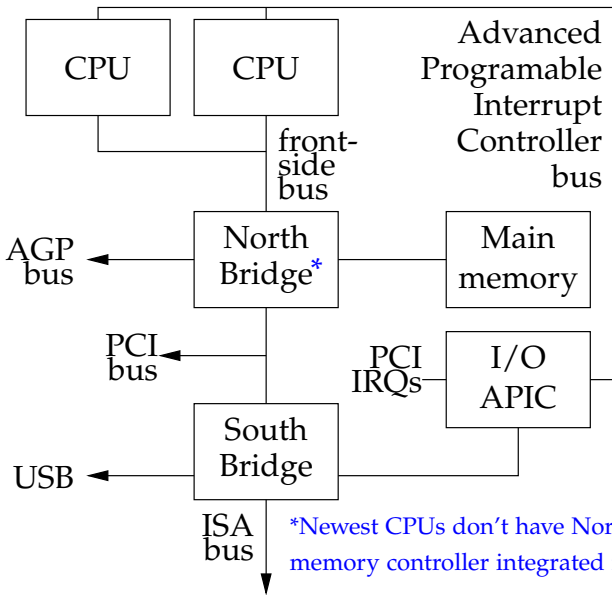 CPU
CPU
Advanced
Programable
Interrupt
Controller
bus
front-
side
bus
AGP
bus
North
Bridge*
Main
memory
PCI
bus
PCI
IRQs
I/O
APIC
South
Bridge
USB
ISA
bus
*Newest CPUs don't have Nor
memory controller integrated